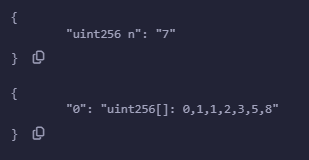 {
"uint256 n": "7"
}
{
"0": "uint256[]: 0,1,1,2,3,5,8"
}